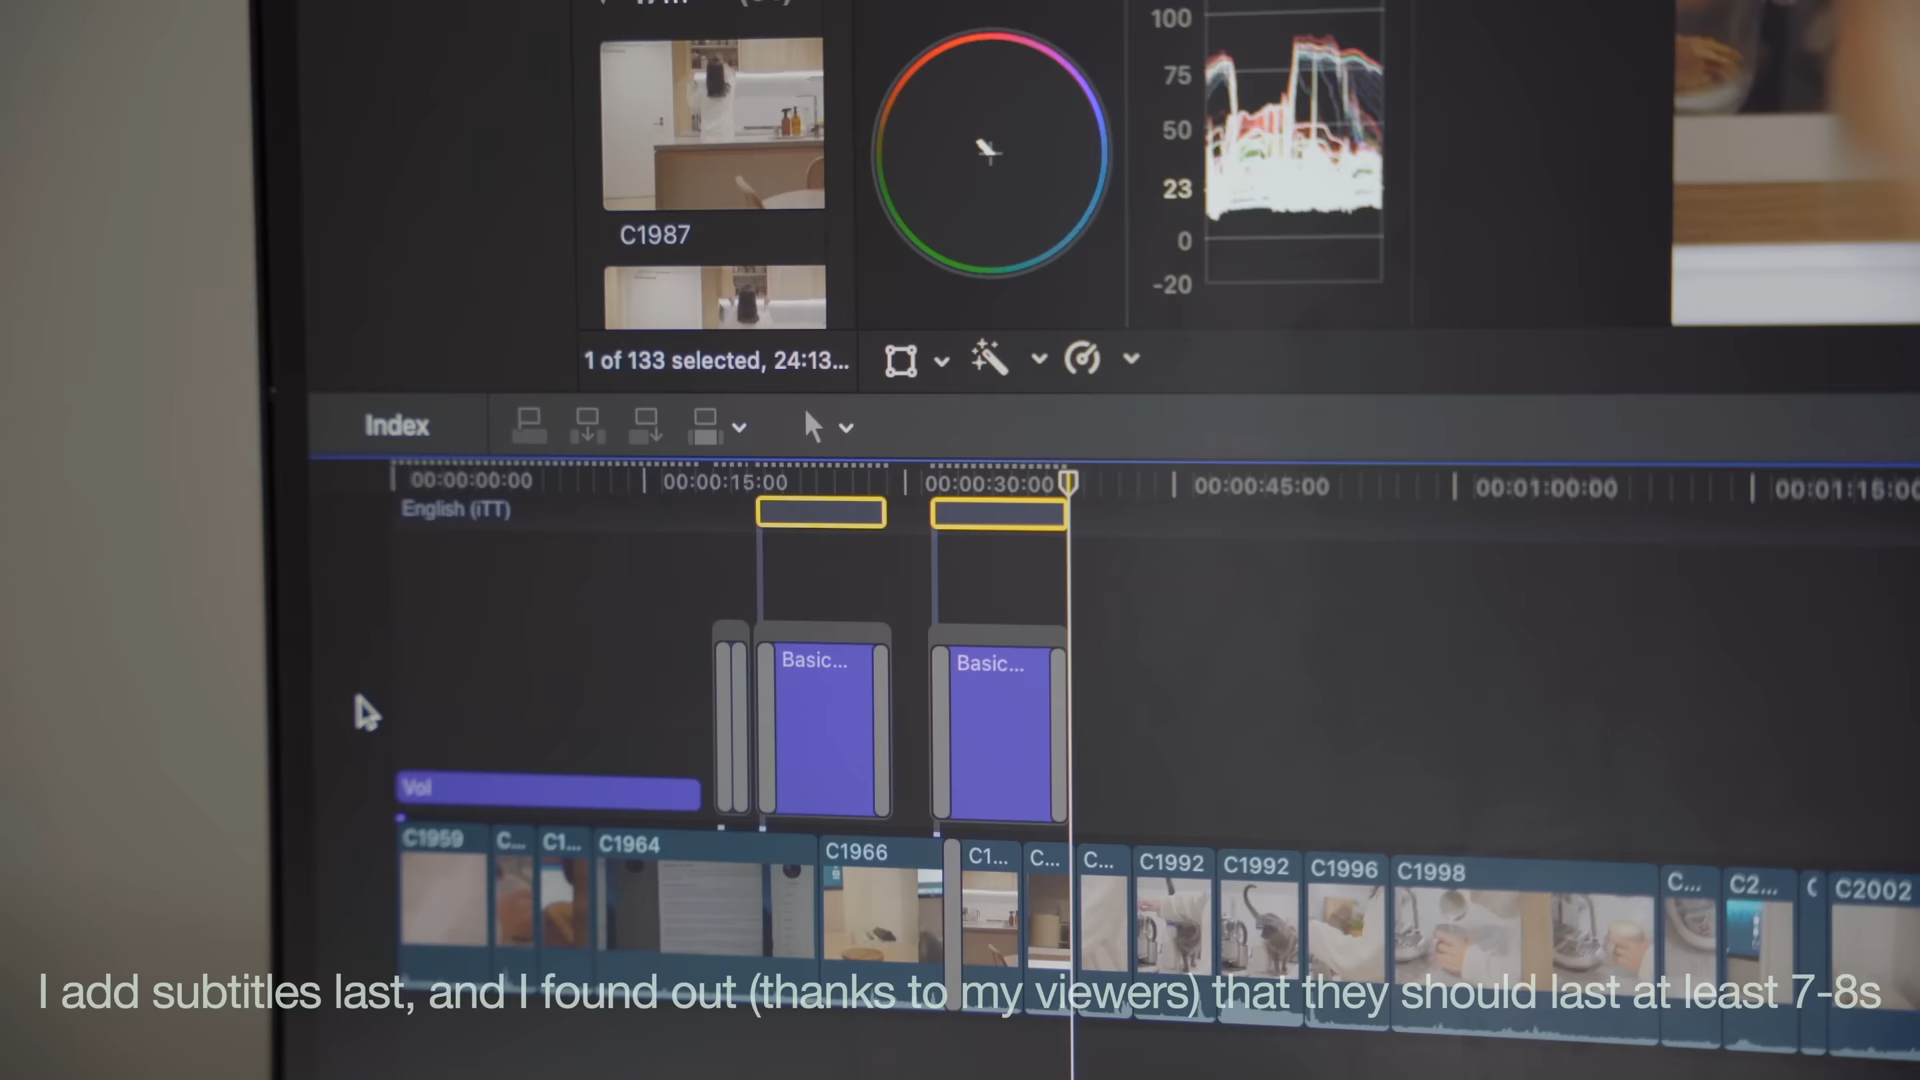 100
75
50
23
0
-20
C1987
1 of 133 selected, 24:13...
Index
00:00:00:00
00:00:15:00
00:00:30:00
00:00:45:00
00:01:00:00
00:01:15:00
English (iTT)
Basic...
Basic...
Vol
C1959
C...
C1...
C1964
C1966
C1...
C...
C...
C1992
C1992
C1996
C1998
C...
C2...
C2002
I add subtitles last, and I found out (thanks to my viewers) that they should last at least 7-8s